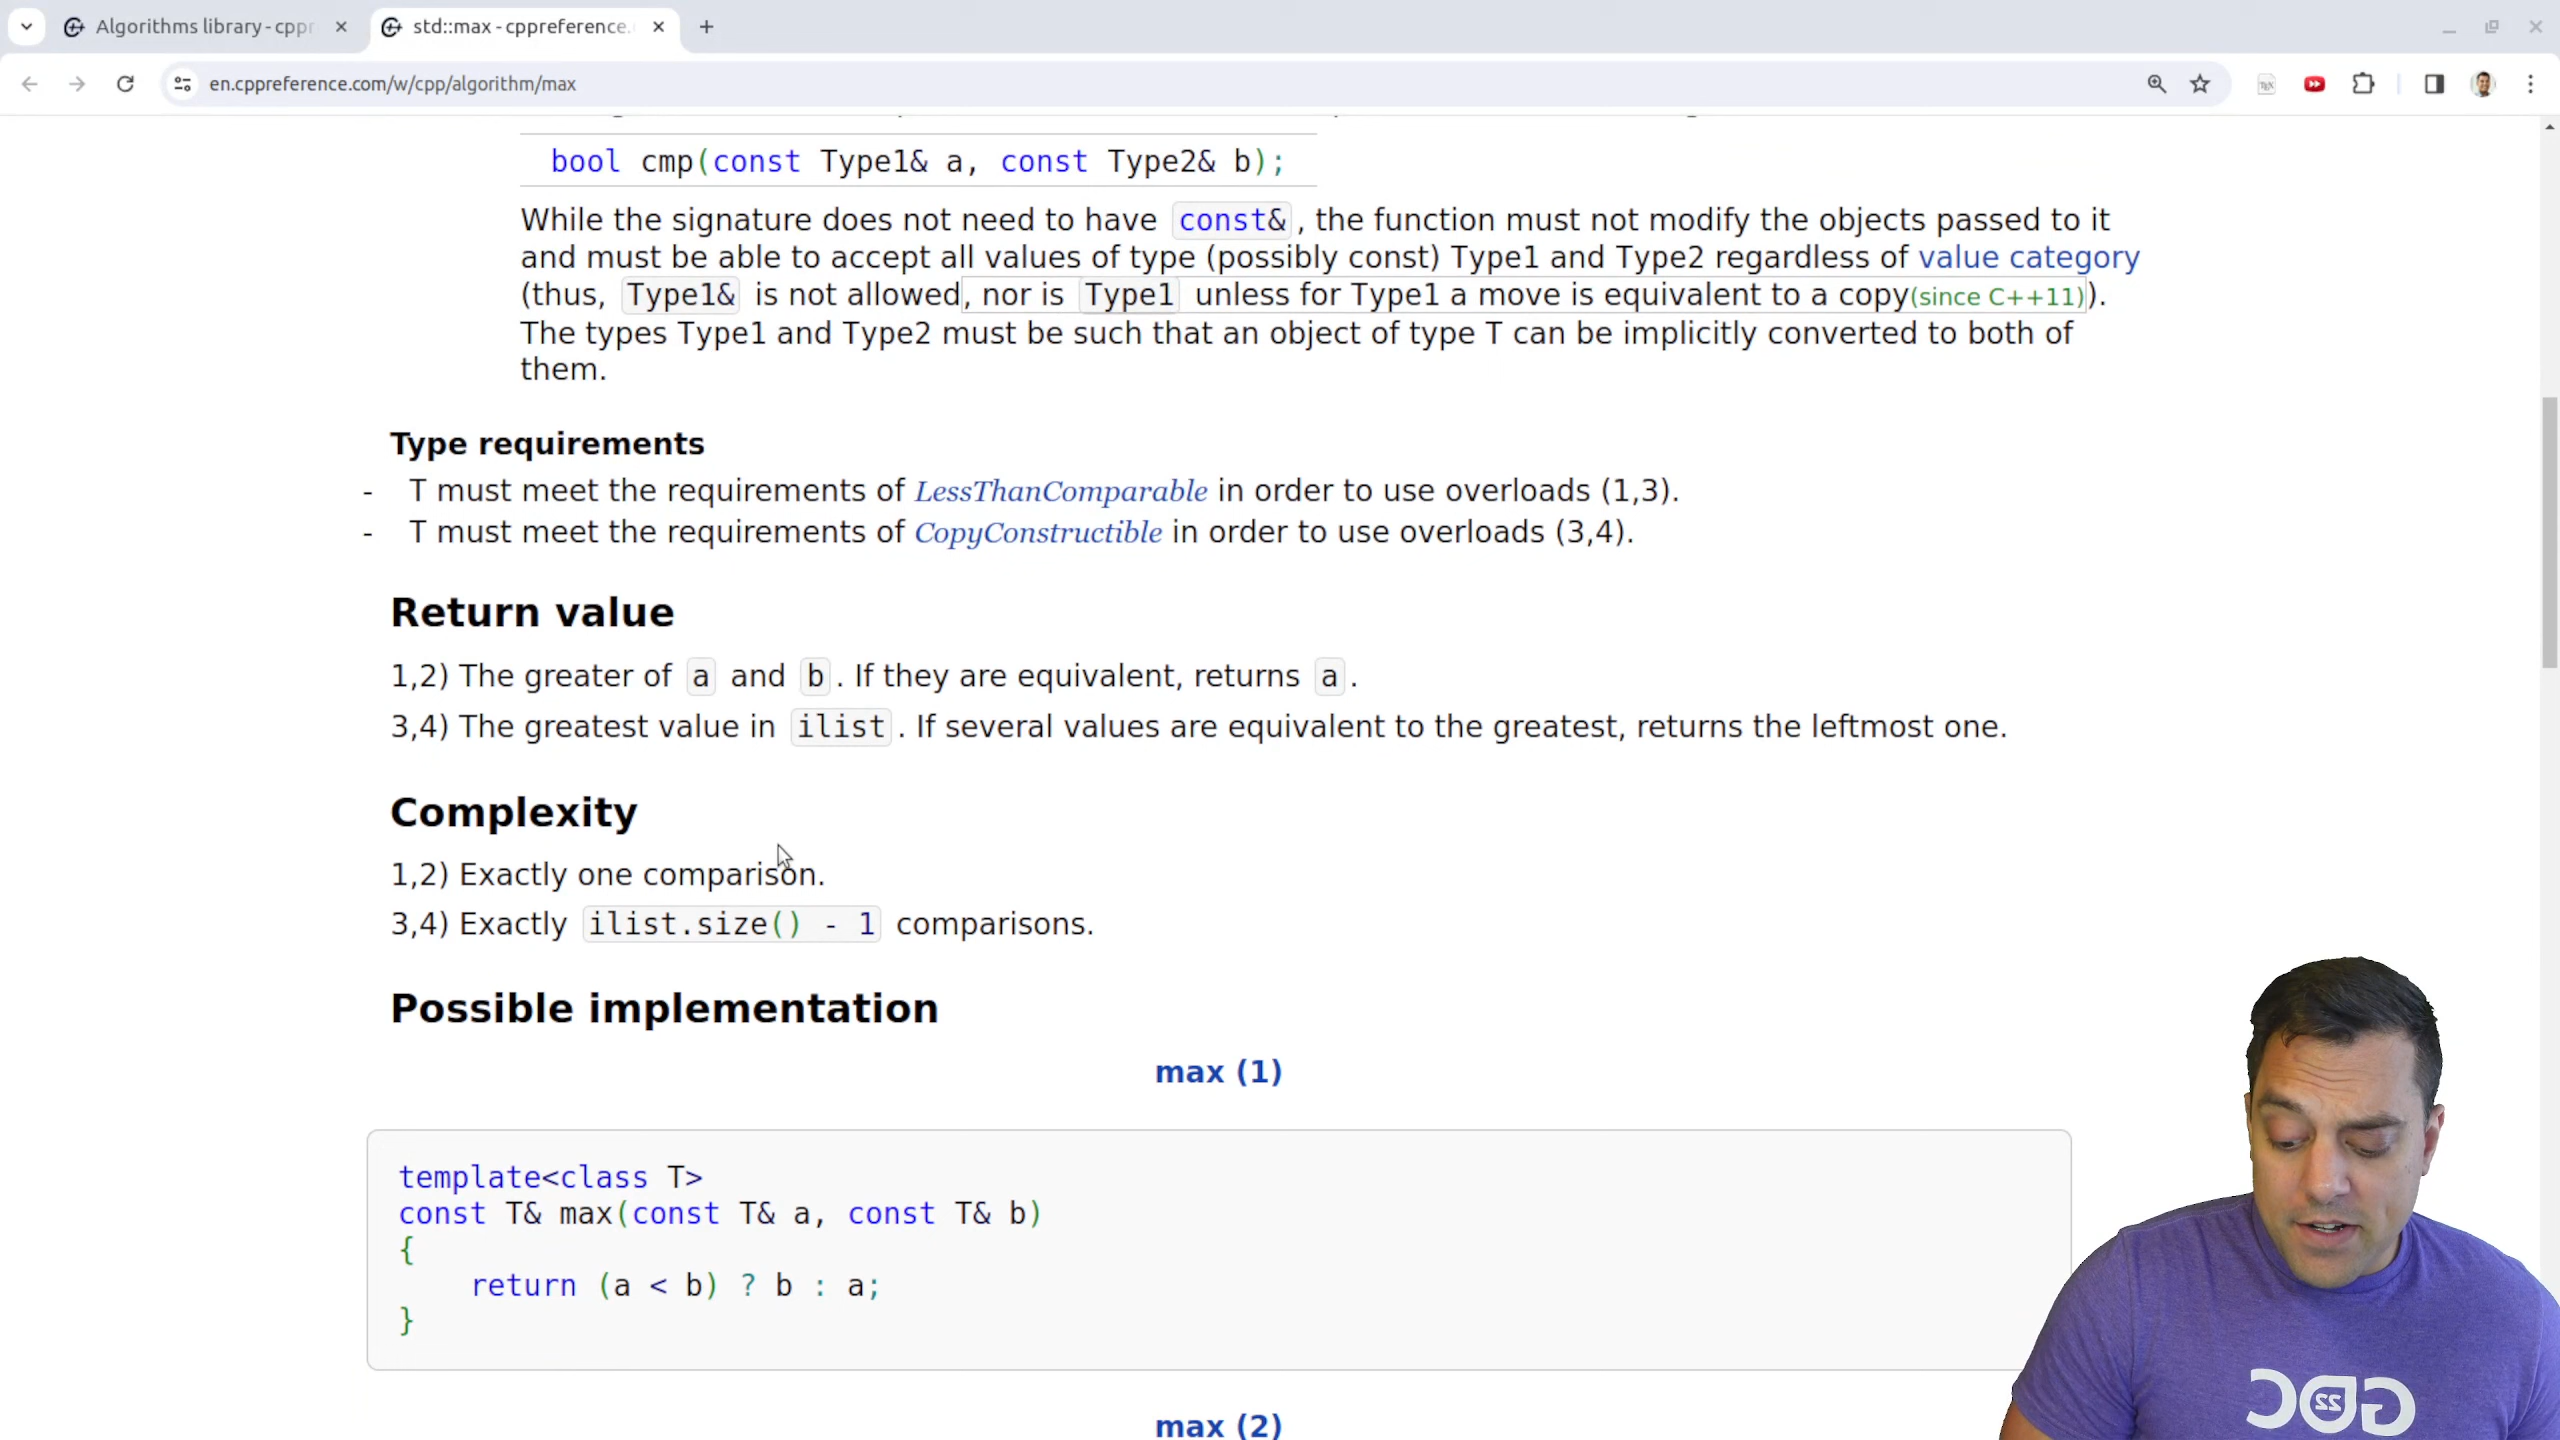 Algorithms library - cppr
std::max - cppreference.
en.cppreference.com/w/cpp/algorithm/max
bool cmp(const Type1& a, const Type2& b);
While the signature does not need to have const&, the function must not modify the objects passed to it
and must be able to accept all values of type (possibly const) Type1 and Type2 regardless of value category
(thus, Type1& is not allowed, nor is Type1 unless for Type1 a move is equivalent to a copy(since C++11)).
The types Type1 and Type2 must be such that an object of type T can be implicitly converted to both of
them.
Type requirements
- T must meet the requirements of LessThanComparable in order to use overloads (1,3).
- T must meet the requirements of CopyConstructible in order to use overloads (3,4).
Return value
1,2) The greater of a and b. If they are equivalent, returns a.
3,4) The greatest value in ilist. If several values are equivalent to the greatest, returns the leftmost one.
Complexity
1,2) Exactly one comparison.
3,4) Exactly ilist.size() - 1 comparisons.
Possible implementation
max (1)
template<class T>
const T& max(const T& a, const T& b)
{
return (a < b) ? b : a;
}
max (2)
GDC 22